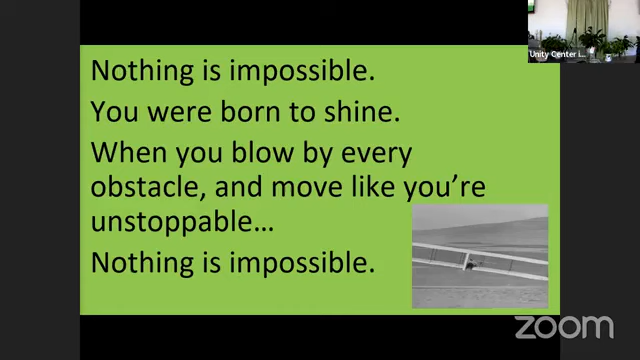 Unity Center i...
Nothing is impossible.
You were born to shine.
When you blow by every
obstacle, and move like you’re
unstoppable…
Nothing is impossible.
zoom